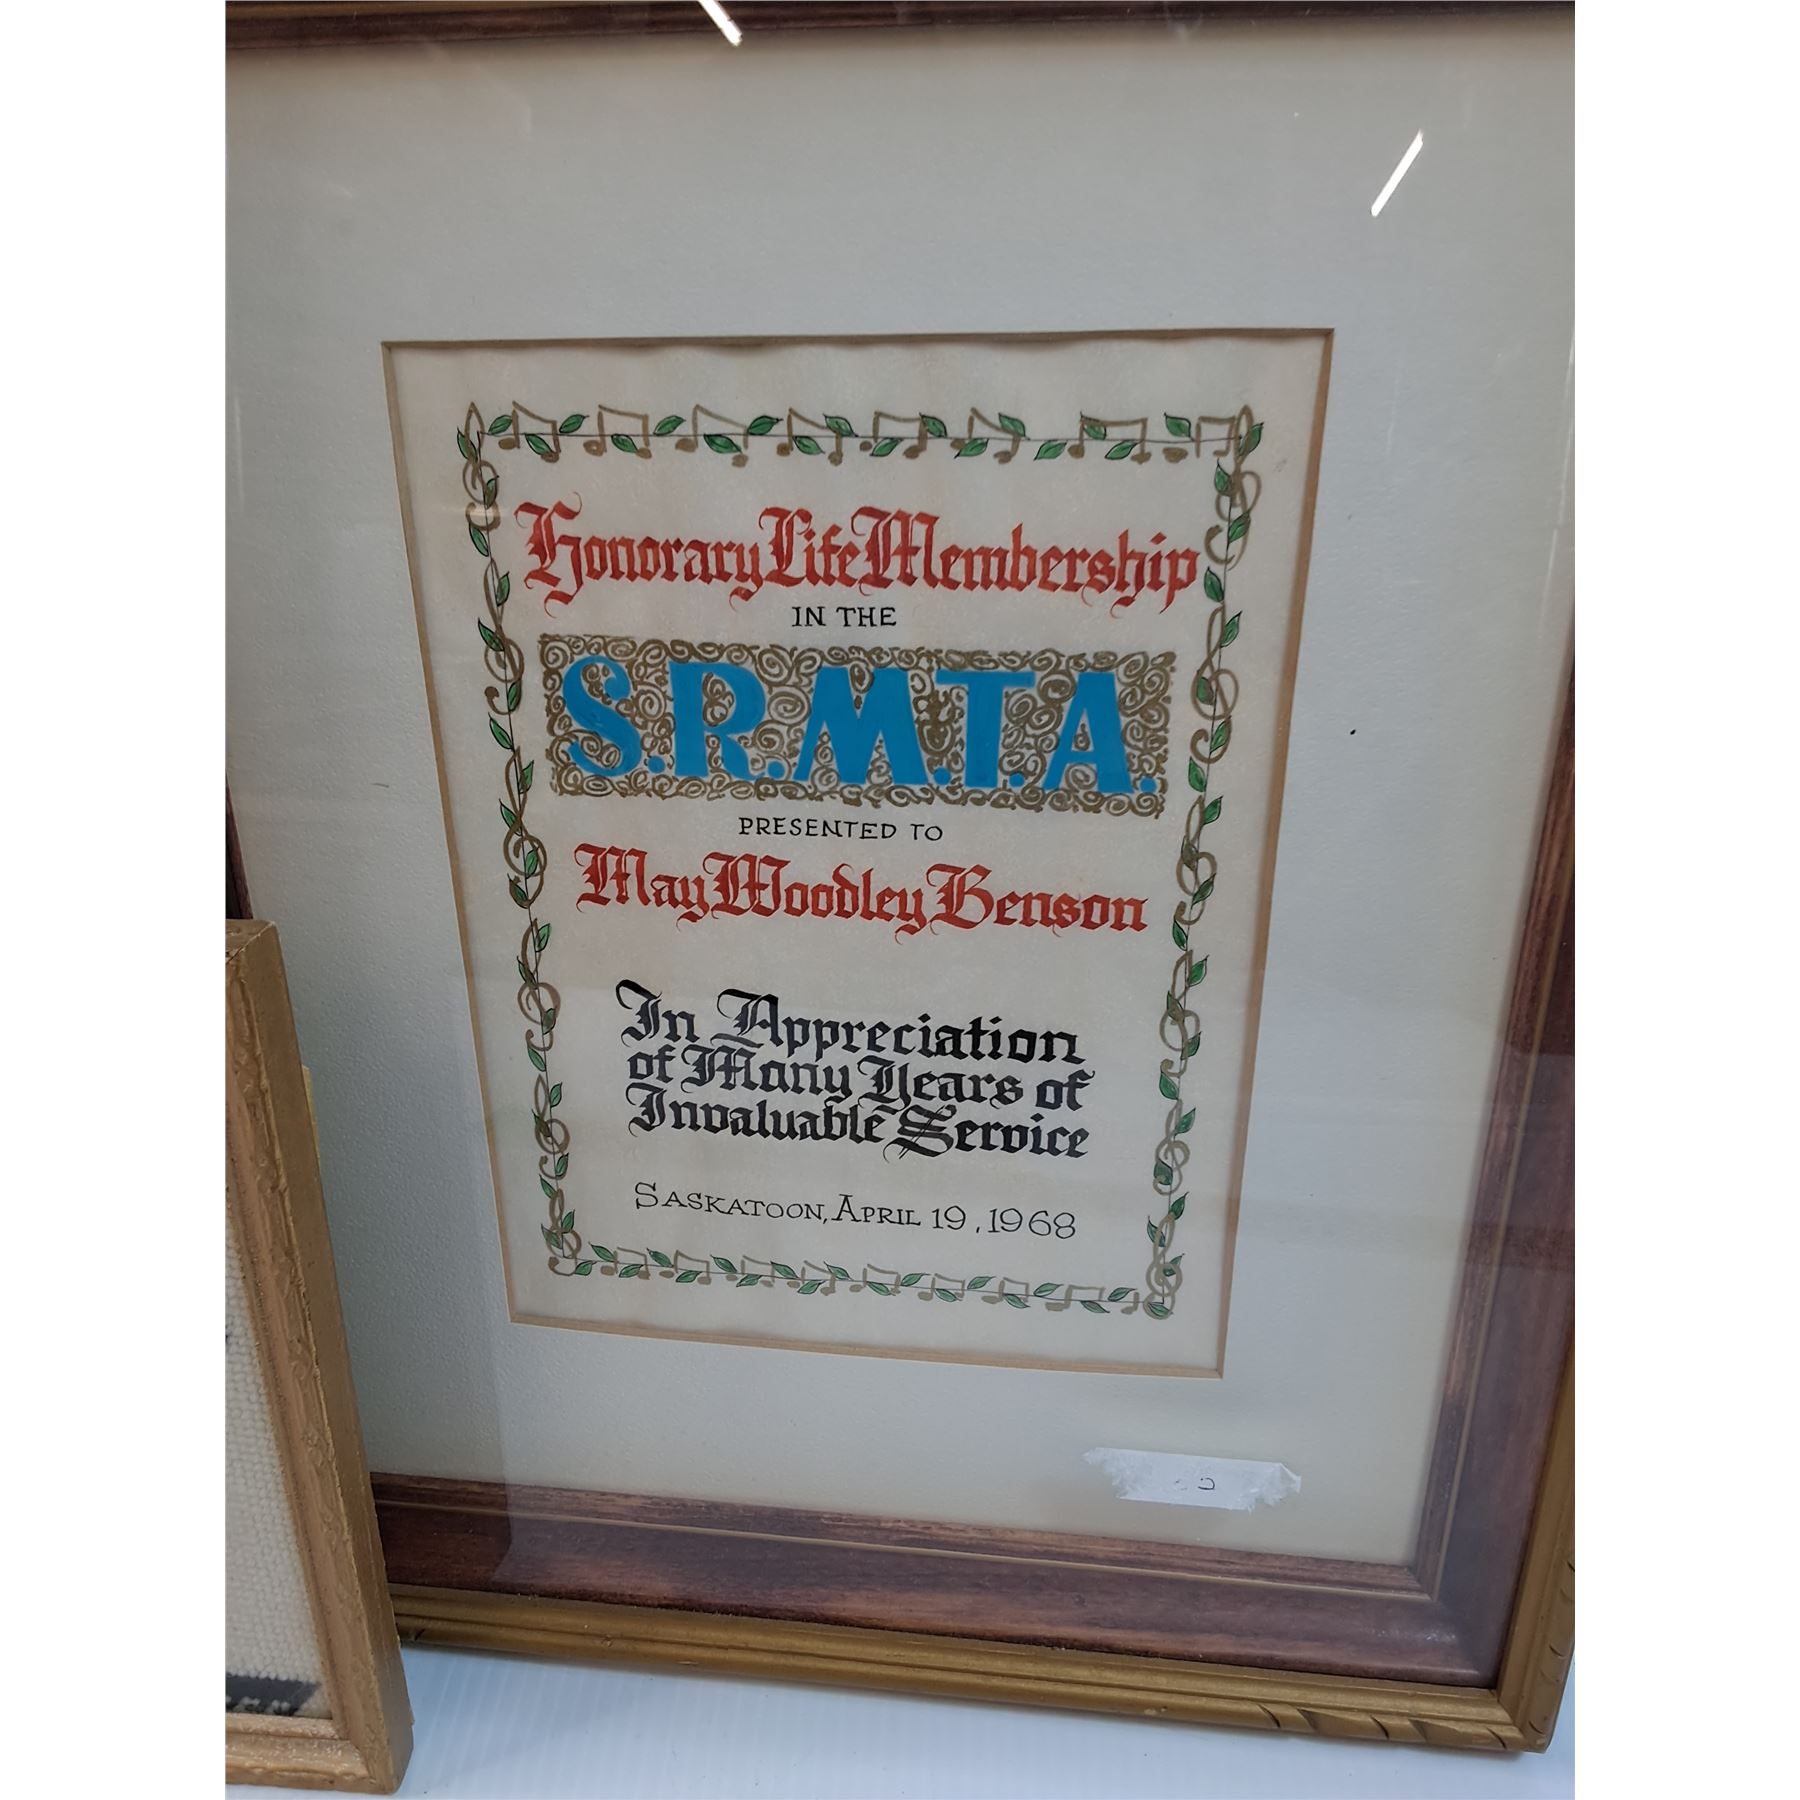 Honorary Life Membership
IN THE
S.R.M.T.A.
PRESENTED TO
May Woodley Benson
In Appreciation
of Many Years of
Invaluable Service
SASKATOON, APRIL 19, 1968